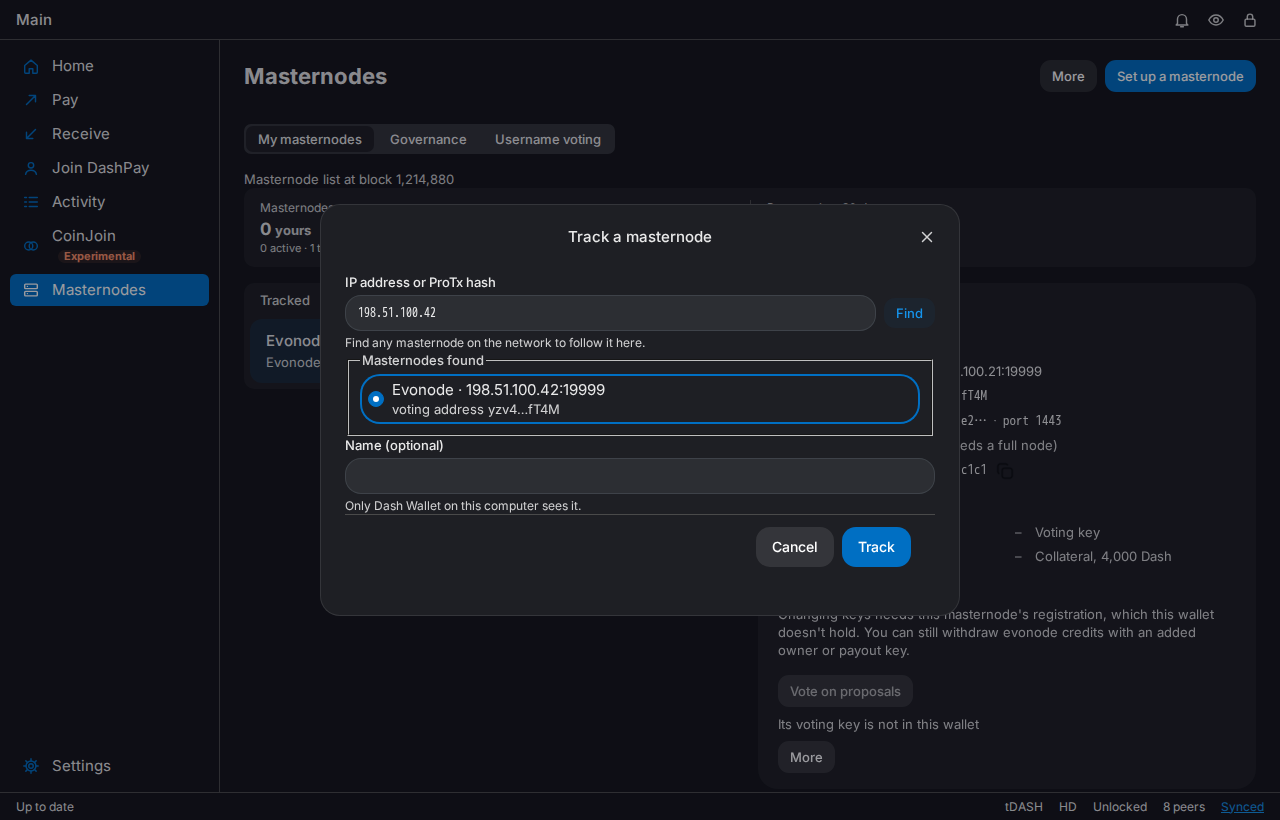 Main
Home
Pay
Receive
Join DashPay
Activity
CoinJoin
Experimental
Masternodes
Settings
Masternodes
More
Set up a masternode
My masternodes
Governance
Username voting
Masternode list at block 1,214,880
Masternodes
0 yours
0 active · 1 t
Tracked
Evonod
Evonode
Track a masternode
IP address or ProTx hash
198.51.100.42
Find
Find any masternode on the network to follow it here.
Masternodes found
Evonode · 198.51.100.42:19999
voting address yzv4…fT4M
Name (optional)
Only Dash Wallet on this computer sees it.
Cancel
Track
.100.21:19999
fT4M
e2… · port 1443
eds a full node)
c1c1
– Voting key
– Collateral, 4,000 Dash
Changing keys needs this masternode's registration, which this wallet
doesn't hold. You can still withdraw evonode credits with an added
owner or payout key.
Vote on proposals
Its voting key is not in this wallet
More
Up to date
tDASH
HD
Unlocked
8 peers
Synced